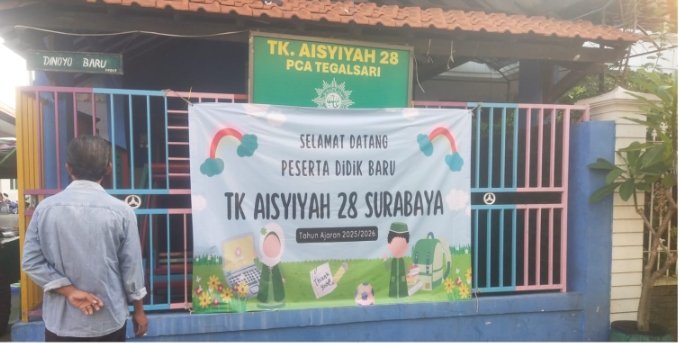 TK. AISYIYAH 28
PCA TEGALSARI
DINOYO BARU
SELAMAT DATANG
PESERTA DIDIK BARU
TK AISYIYAH 28 SURABAYA
Tahun Ajaran 2025/2026